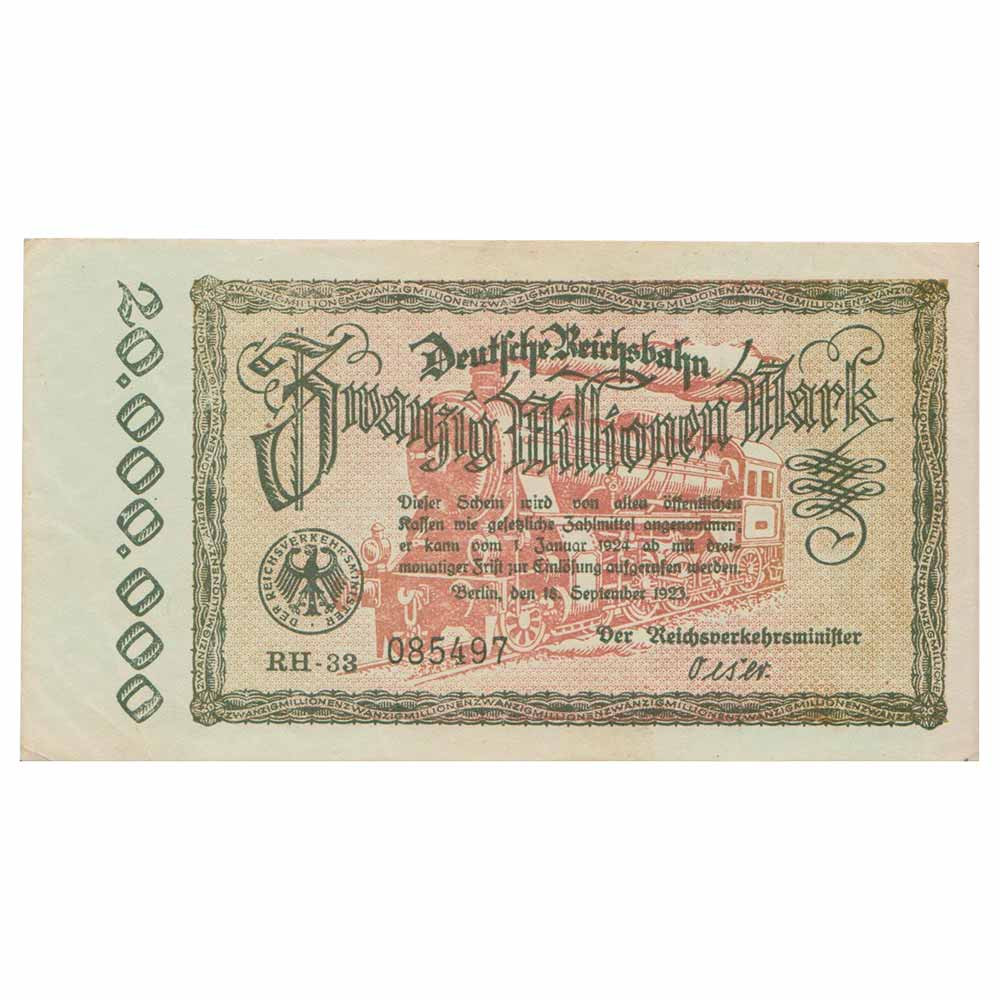 20.000.000
ZWANZIGMILLIONENZWANZIGMILLIONENZWANZIGMILLIONENZWANZIGMILLIONENZWANZIG
Deutsche Reichsbahn
Zwanzig Millionen Mark
Dieser Schein wird von allen öffentlichen
Kassen wie gesetzliche Zahlmittel angenommen;
er kann vom 1. Januar 1924 ab mit drei-
monatiger Frist zur Einlösung aufgerufen werden.
Berlin, den 18. September 1923
DER REICHSVERKEHRSMINISTER
Der Reichsverkehrsminister
RH-33 085497
Oeser.